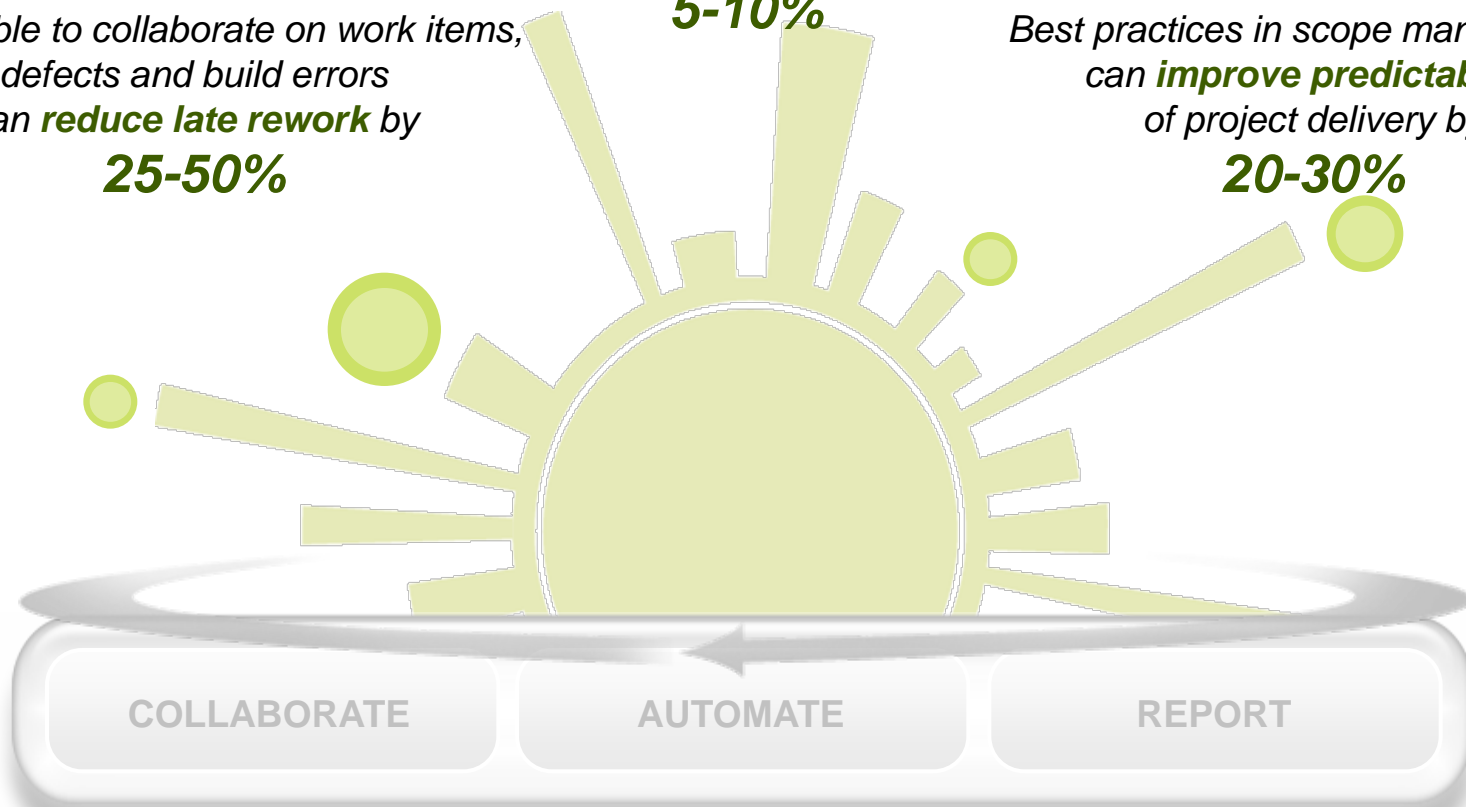 5-10%
ble to collaborate on work items,
defects and build errors
an reduce late rework by
25-50%
Best practices in scope mar
can improve predictab
of project delivery by
20-30%
COLLABORATE
AUTOMATE
REPORT